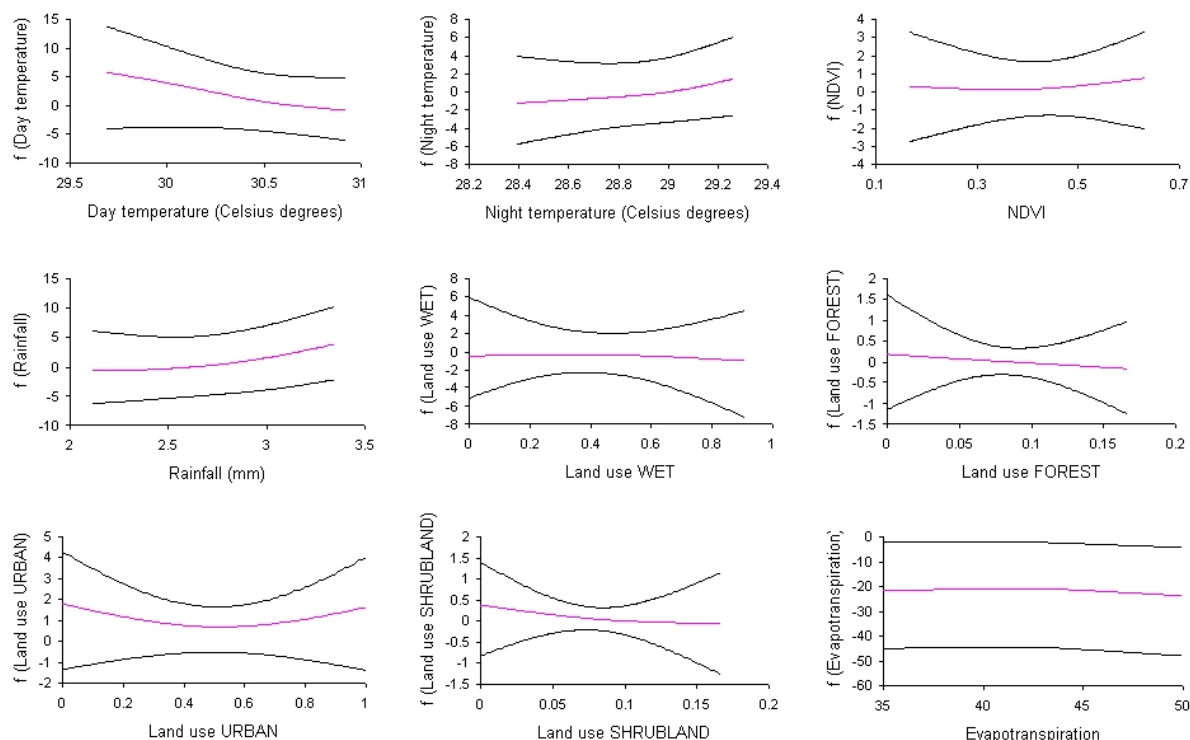 f (Day temperature)
15
10
5
0
-5
-10
29.5 30 30.5 31
Day temperature (Celsius degrees)
f (Night temperature)
8
6
4
2
0
-2
-4
-6
-8
28.2 28.4 28.6 28.8 29 29.2 29.4
Night temperature (Celsius degrees)
f (NDVI)
4
3
2
1
0
-1
-2
-3
-4
0.1 0.3 0.5 0.7
NDVI
f (Rainfall)
15
10
5
0
-5
-10
2 2.5 3 3.5
Rainfall (mm)
f (Land use WET)
8
6
4
2
0
-2
-4
-6
-8
0 0.2 0.4 0.6 0.8 1
Land use WET
f (Land use FOREST)
2
1.5
1
0.5
0
-0.5
-1
-1.5
0 0.05 0.1 0.15 0.2
Land use FOREST
f (Land use URBAN)
5
4
3
2
1
0
-1
-2
0 0.2 0.4 0.6 0.8 1
Land use URBAN
f (Land use SHRUBLAND)
2
1.5
1
0.5
0
-0.5
-1
-1.5
0 0.05 0.1 0.15 0.2
Land use SHRUBLAND
f (Evapotranspiration)
0
-10
-20
-30
-40
-50
-60
35 40 45 50
Evapotranspiration